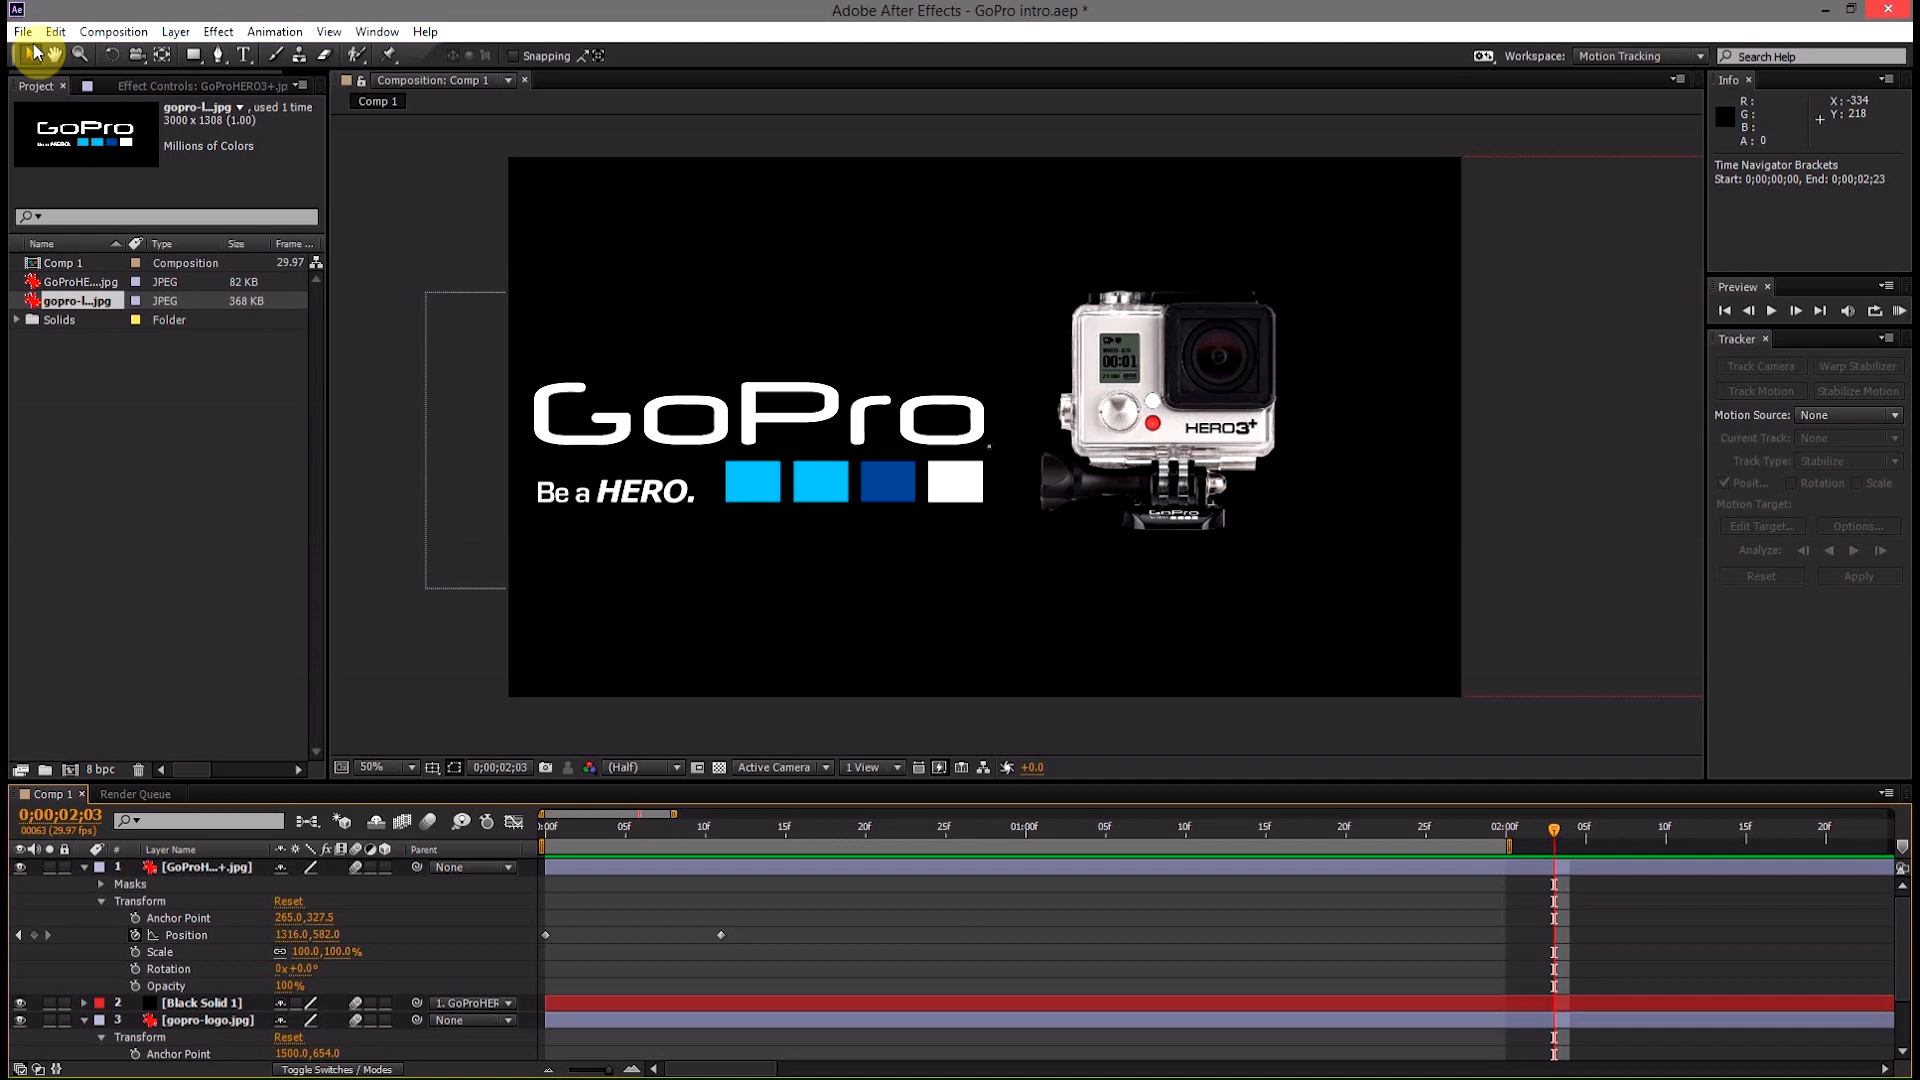 Ae
Adobe After Effects - GoPro intro.aep *
File Edit Composition Layer Effect Animation View Window Help
Snapping
Workspace: Motion Tracking
Search Help
Project × Effect Controls: GoProHERO3+.jp
Composition: Comp 1
Comp 1
GoPro
Be a HERO.
gopro-l...jpg , used 1 time
3000 x 1308 (1.00)
Millions of Colors
Name Type Size Frame ...
Comp 1 Composition 29.97
GoProHE....jpg JPEG 82 KB
gopro-l...jpg JPEG 368 KB
Solids Folder
8 bpc
GoPro
Be a HERO.
00:01
HERO3+
GoPro
50% 0;00;02;03 (Half) Active Camera 1 View +0.0
Info ×
R: X: -334
G: Y: 218
B:
A: 0
Time Navigator Brackets
Start: 0;00;00;00, End: 0;00;02;23
Preview ×
Tracker ×
Track Camera Warp Stabilizer
Track Motion Stabilize Motion
Motion Source: None
Current Track: None
Track Type: Stabilize
Posit... Rotation Scale
Motion Target:
Edit Target... Options...
Analyze:
Reset Apply
Comp 1 × Render Queue
0;00;02;03
00063 (29.97 fps)
:00f 05f 10f 15f 20f 25f 01:00f 05f 10f 15f 20f 25f 02:00f 05f 10f 15f 20f
# Layer Name fx Parent
1 [GoProH...+.jpg] None
Masks
Transform Reset
Anchor Point 265.0,327.5
Position 1316.0,582.0
Scale 100.0,100.0%
Rotation 0x+0.0°
Opacity 100%
2 [Black Solid 1] 1. GoProHER
3 [gopro-logo.jpg] None
Transform Reset
Anchor Point 1500.0,654.0
Toggle Switches / Modes